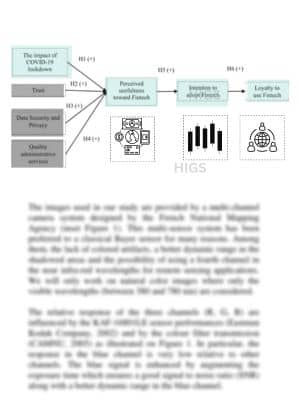 The impact of
COVID-19
lockdown
H1 (+)
H2 (+)
Trust
H3 (+)
Data Security and
Privacy
H4 (+)
Quality
administrative
services
Perceived
usefulness
toward Fintech
H5 (+)
Intention to
adopt Fintech
H6 (+)
Loyalty to
use Fintech
HIGS
The images used in our study are provided by a multi-channel
camera system designed by the French National Mapping
Agency (inset Figure 1). This multi-sensor system has been
preferred to a classical Bayer sensor for many reasons. Among
them, the lack of colored artifacts, a better dynamic range in the
shadowed areas and the possibility of using a fourth channel in
the near infra-red wavelengths for remote sensing applications.
We will only work on natural color images where only the
visible wavelengths (between 380 and 780 nm) are considered.
The relative response of the three channels (R, G, B) are
influenced by the KAF-16801LE sensor performances (Eastman
Kodak Company, 2002) and by the colour filter transmission
(CAMNU, 2005) as illustrated on Figure 1. In particular, the
response in the blue channel is very low relative to other
channels. The blue signal is enhanced by augmenting the
exposure time which ensures a good signal to noise ratio (SNR)
along with a better dynamic range in the blue channel.